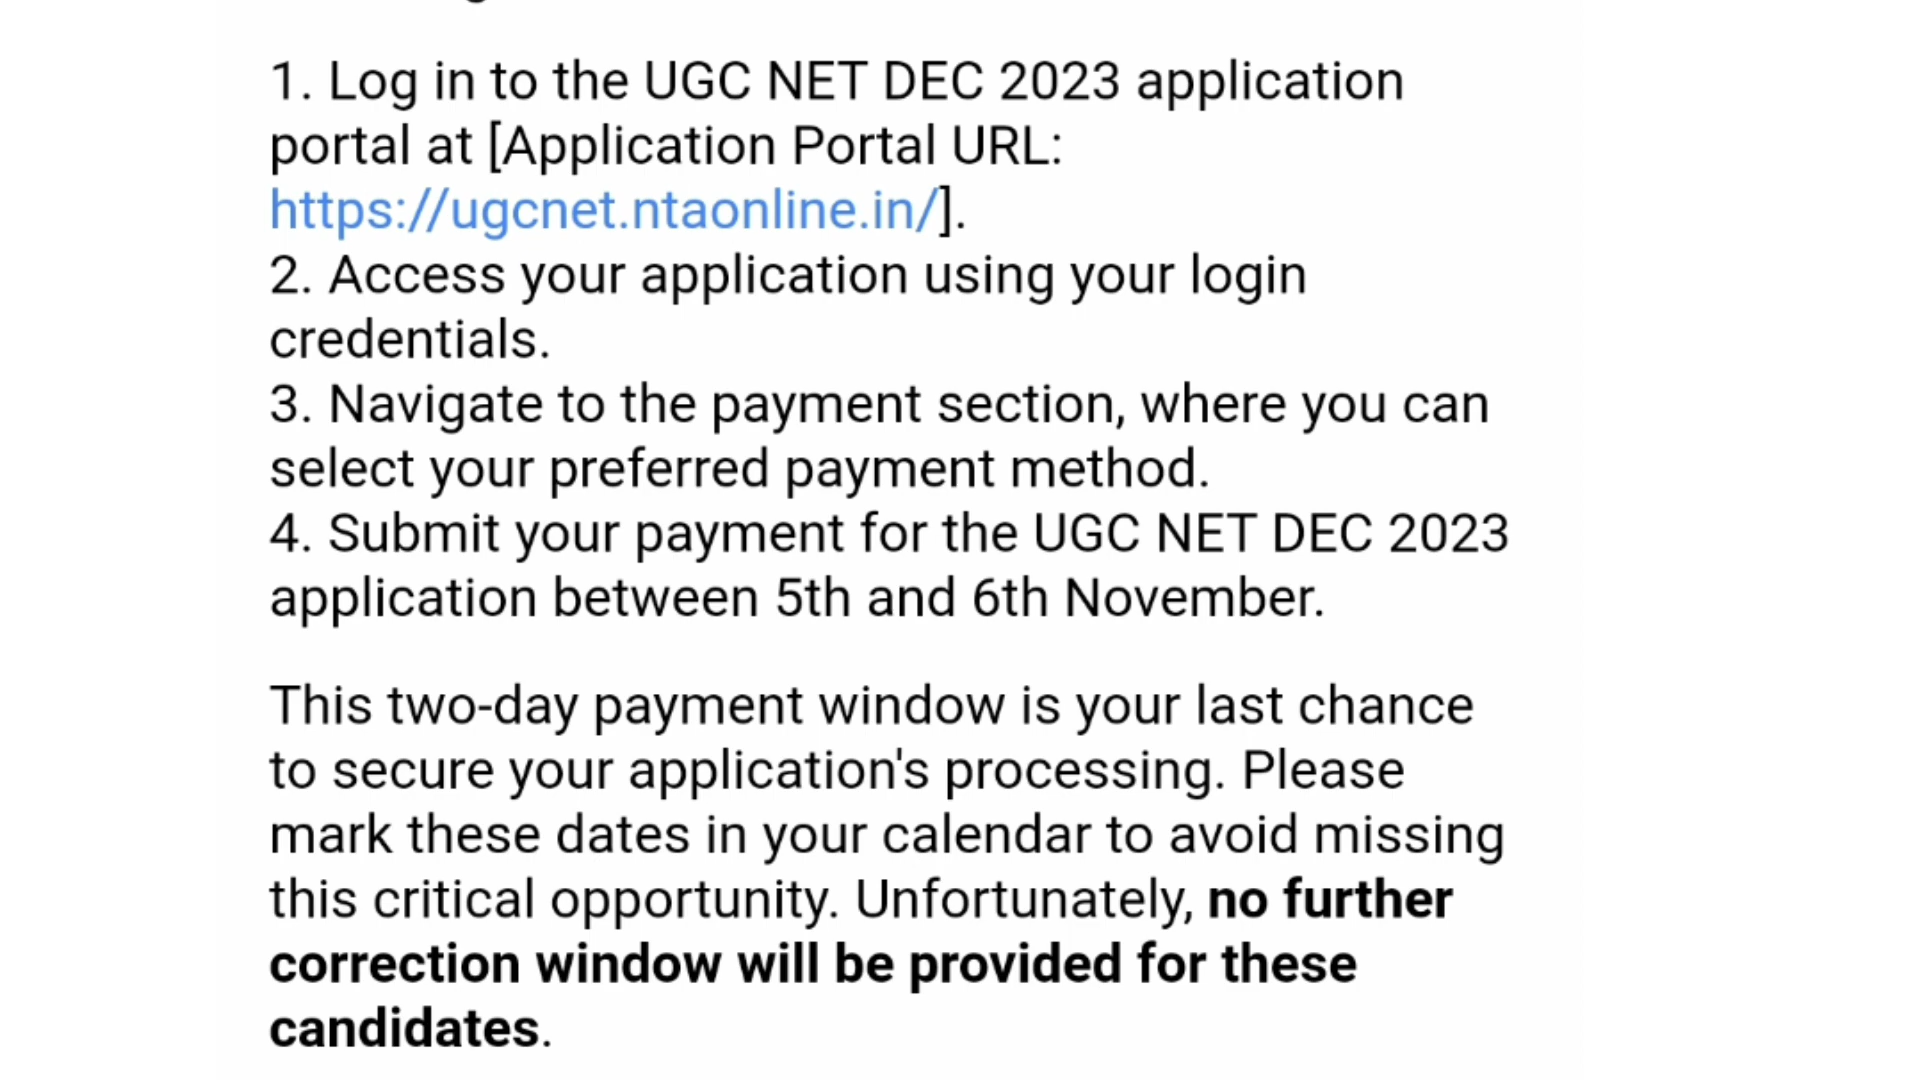 1. Log in to the UGC NET DEC 2023 application
portal at [Application Portal URL:
https://ugcnet.ntaonline.in/].
2. Access your application using your login
credentials.
3. Navigate to the payment section, where you can
select your preferred payment method.
4. Submit your payment for the UGC NET DEC 2023
application between 5th and 6th November.
This two-day payment window is your last chance
to secure your application's processing. Please
mark these dates in your calendar to avoid missing
this critical opportunity. Unfortunately, no further
correction window will be provided for these
candidates.